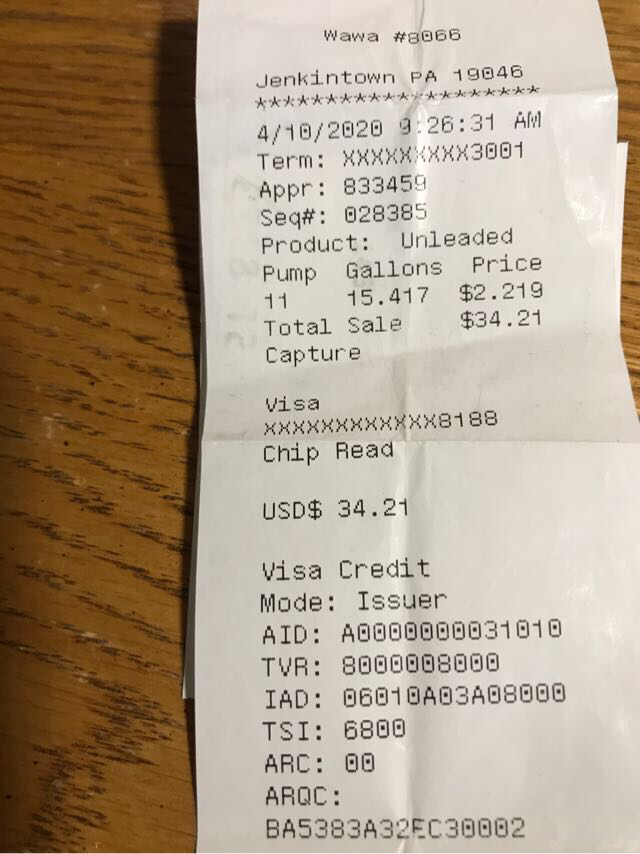 Wawa #8066
Jenkintown PA 19046
********************
4/10/2020 9:26:31 AM
Term: XXXXXXXXX3001
Appr: 833459
Seq#: 028385
Product: Unleaded
Pump Gallons Price
11 15.417 $2.219
Total Sale $34.21
Capture
Visa
XXXXXXXXXXXX8188
Chip Read
USD$ 34.21
Visa Credit
Mode: Issuer
AID: A0000000031010
TVR: 8000008000
IAD: 06010A03A08000
TSI: 6800
ARC: 00
ARQC:
BA5383A32EC30002